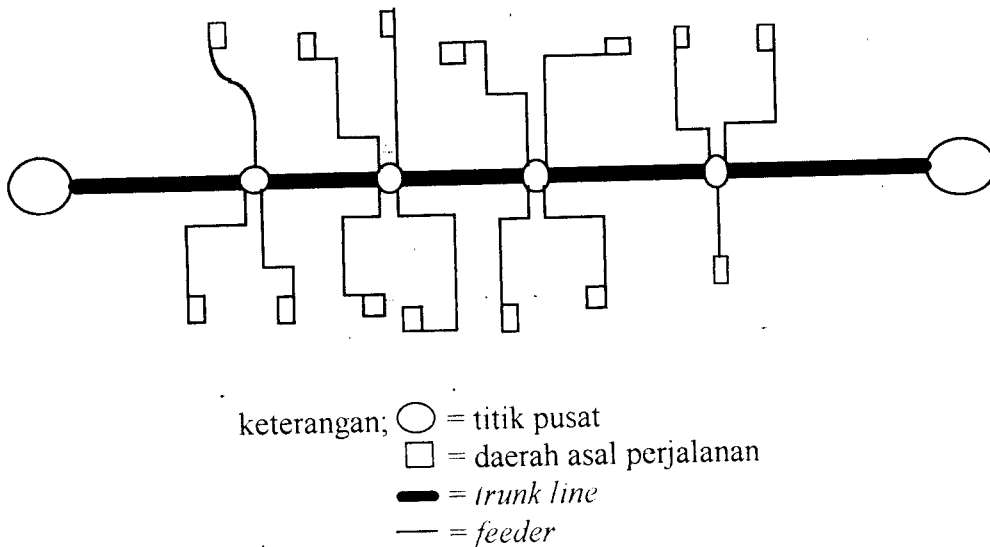 keterangan; = titik pusat
= daerah asal perjalanan
= trunk line
= feeder